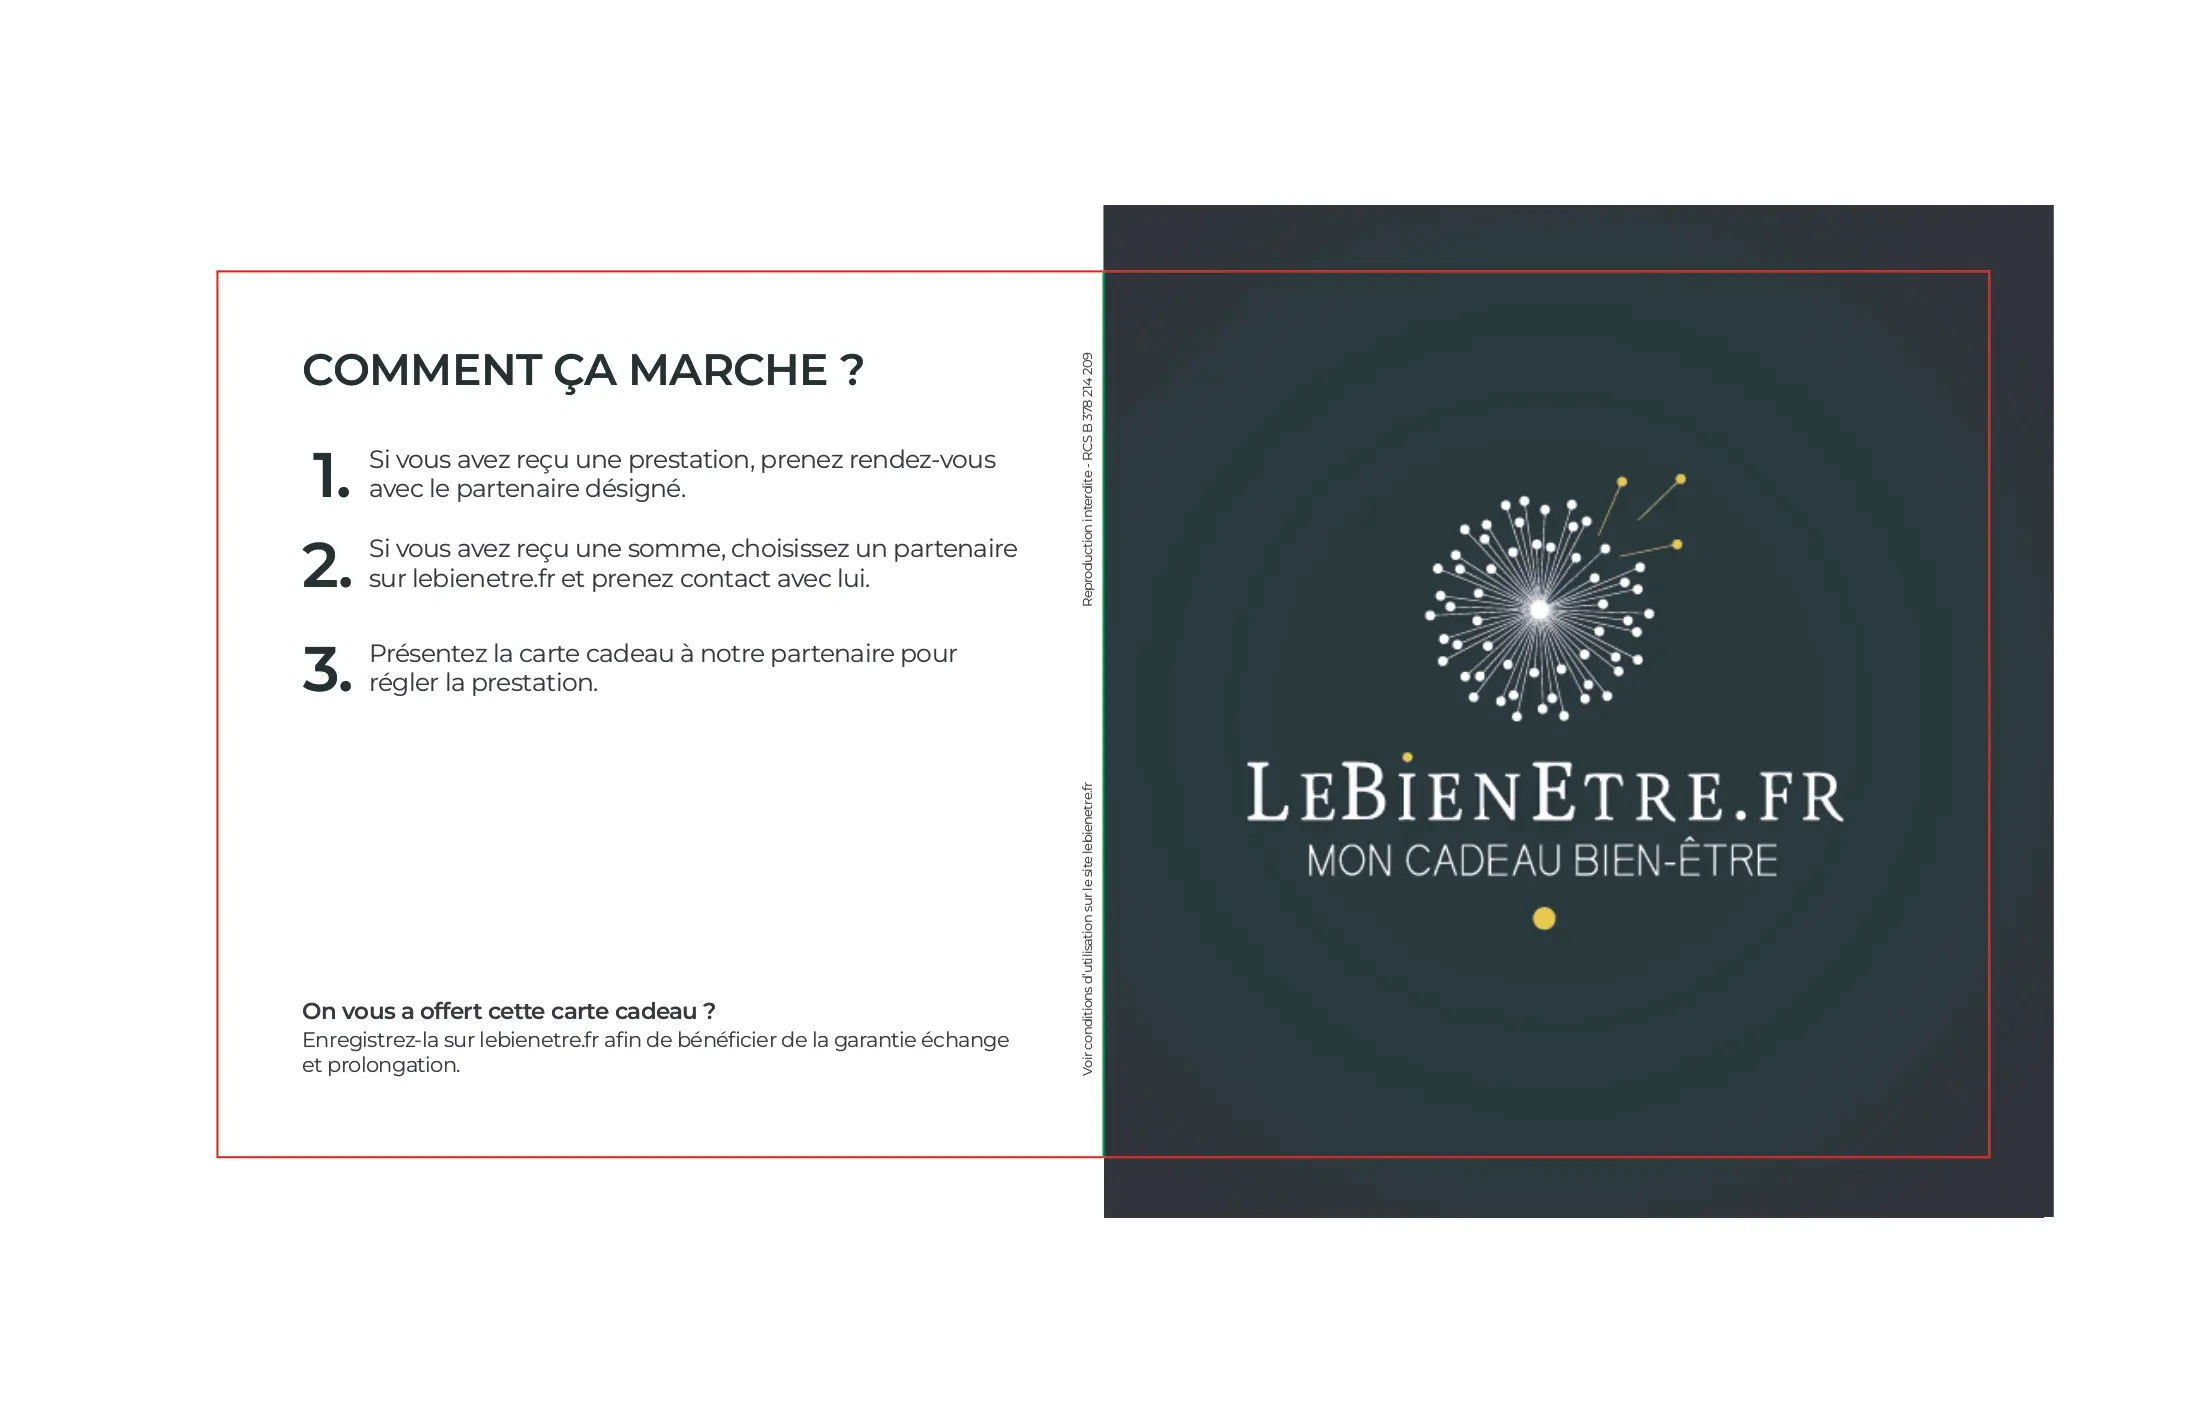 COMMENT ÇA MARCHE ?
1. Si vous avez reçu une prestation, prenez rendez-vous
avec le partenaire désigné.
2. Si vous avez reçu une somme, choisissez un partenaire
sur lebienetre.fr et prenez contact avec lui.
3. Présentez la carte cadeau à notre partenaire pour
régler la prestation.
On vous a offert cette carte cadeau ?
Enregistrez-la sur lebienetre.fr afin de bénéficier de la garantie échange
et prolongation.
Reproduction interdite - RCS B 378 214 209
Voir conditions d'utilisation sur le site lebienetre.fr
LEBIENETRE.FR
MON CADEAU BIEN-ÊTRE